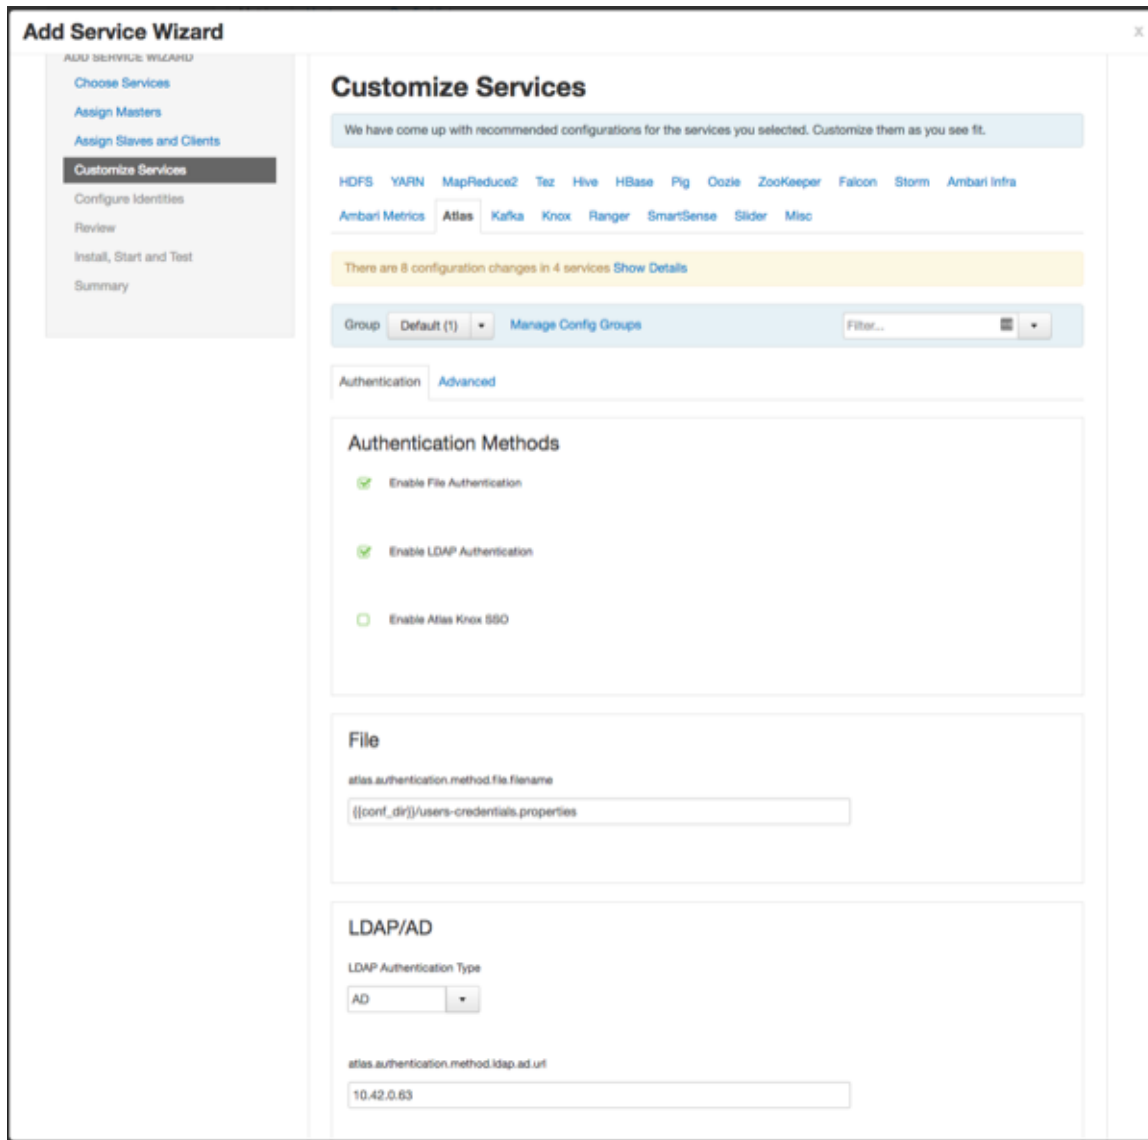 Add Service Wizard
x
ADD SERVICE WIZARD
Choose Services
Assign Masters
Assign Slaves and Clients
Customize Services
Configure Identities
Review
Install, Start and Test
Summary
Customize Services
We have come up with recommended configurations for the services you selected. Customize them as you see fit.
HDFS YARN MapReduce2 Tez Hive HBase Pig Oozie ZooKeeper Falcon Storm Ambari Infra
Ambari Metrics Atlas Kafka Knox Ranger SmartSense Slider Misc
There are 8 configuration changes in 4 services Show Details
Group Default (1) Manage Config Groups Filter...
Authentication Advanced
Authentication Methods
Enable File Authentication
Enable LDAP Authentication
Enable Atlas Knox SSO
File
atlas.authentication.method.file.filename
{{conf_dir}}/users-credentials.properties
LDAP/AD
LDAP Authentication Type
AD
atlas.authentication.method.ldap.ad.url
10.42.0.63